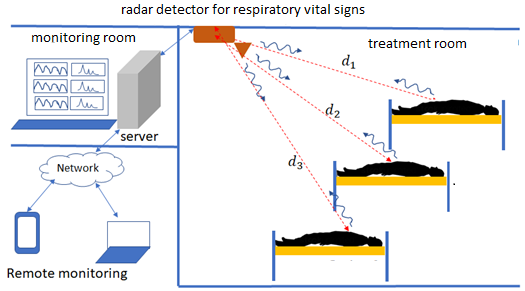 radar detector for respiratory vital signs
monitoring room
treatment room
d1
d2
d3
server
Network
Remote monitoring